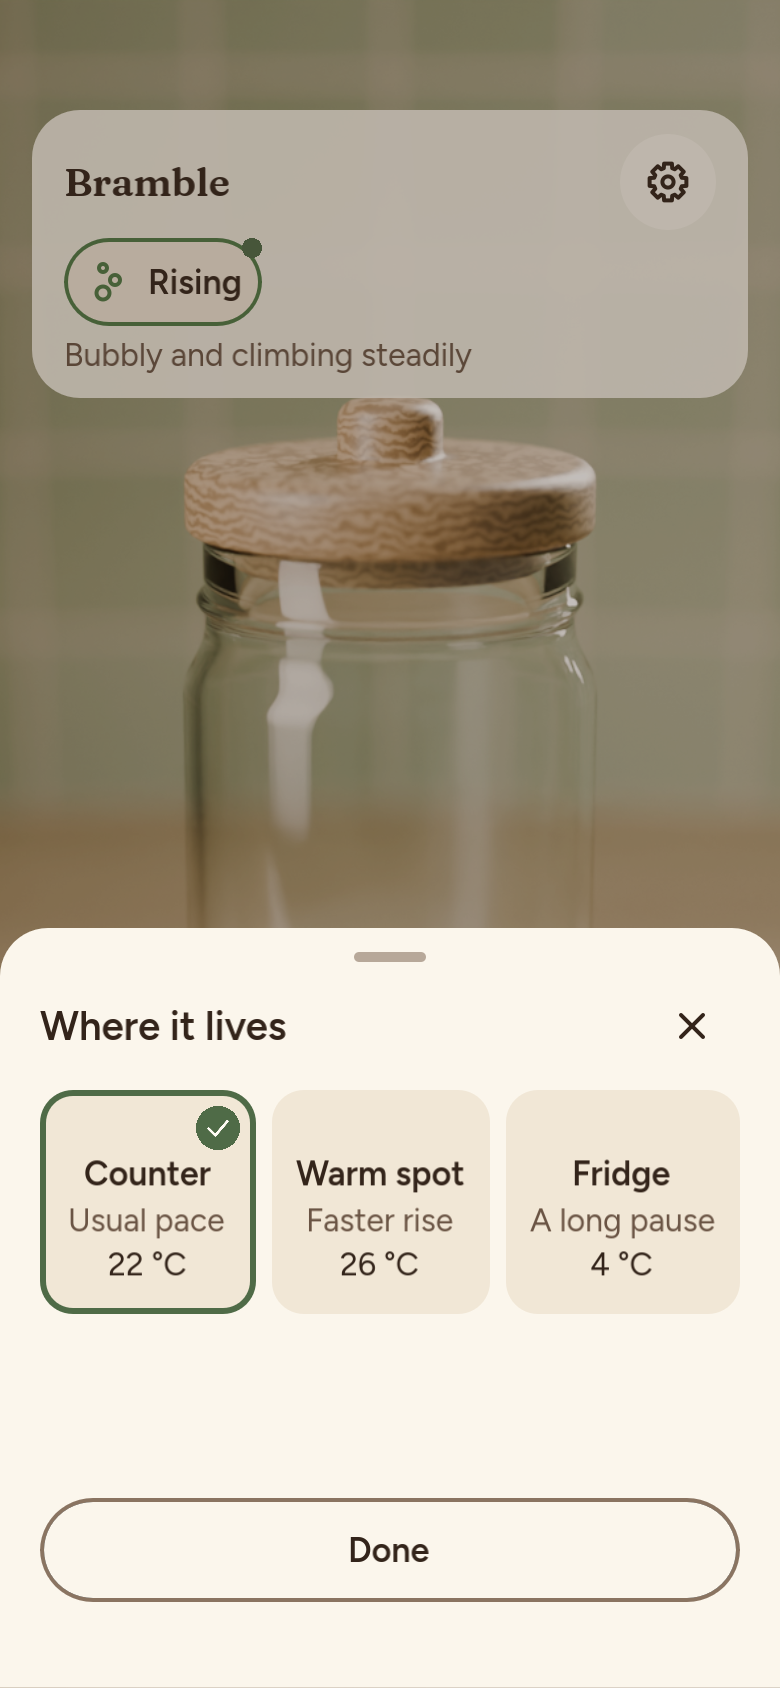 Bramble
Rising
Bubbly and climbing steadily
Where it lives
Counter
Usual pace
22 °C
Warm spot
Faster rise
26 °C
Fridge
A long pause
4 °C
Done